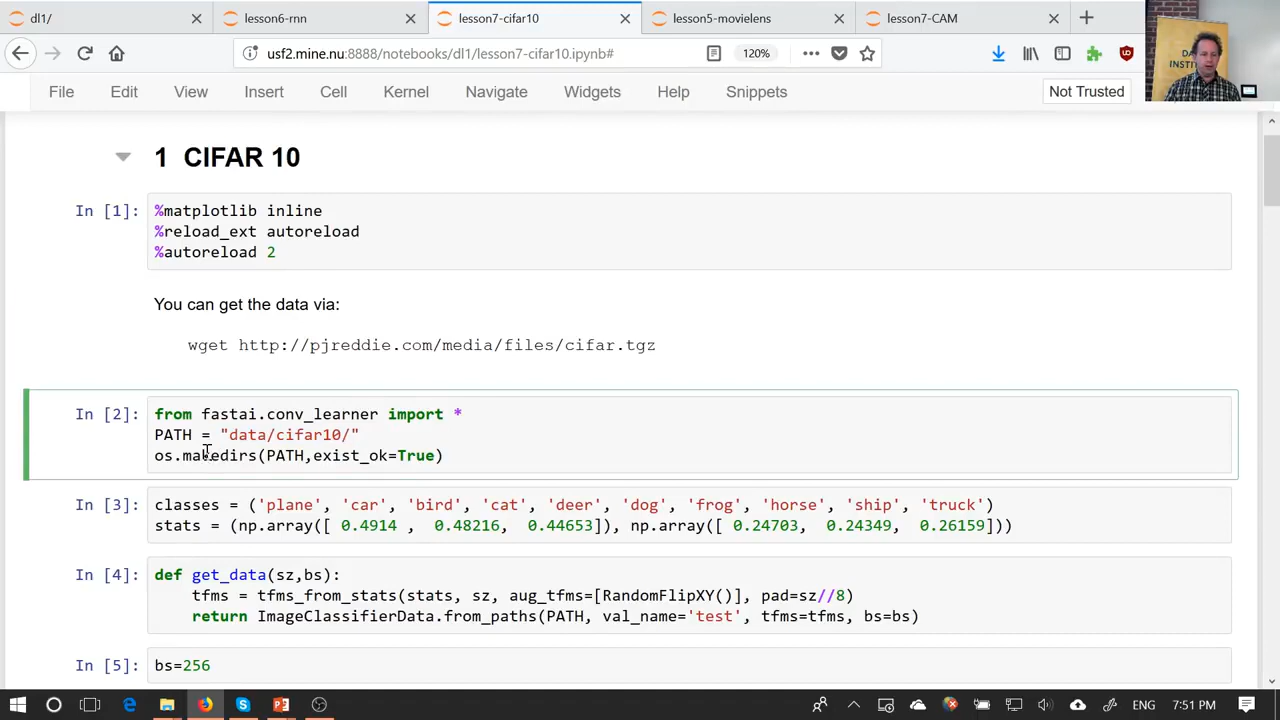 dl1/
lesson6-rnn
lesson7-cifar10
lesson5-movielens
lesson7-CAM
usf2.mine.nu:8888/notebooks/dl1/lesson7-cifar10.ipynb#
120%
File Edit View Insert Cell Kernel Navigate Widgets Help Snippets
Not Trusted
1 CIFAR 10
In [1]:
%matplotlib inline
%reload_ext autoreload
%autoreload 2
You can get the data via:
wget http://pjreddie.com/media/files/cifar.tgz
In [2]:
from fastai.conv_learner import *
PATH = "data/cifar10/"
os.makedirs(PATH,exist_ok=True)
In [3]:
classes = ('plane', 'car', 'bird', 'cat', 'deer', 'dog', 'frog', 'horse', 'ship', 'truck')
stats = (np.array([ 0.4914 , 0.48216, 0.44653]), np.array([ 0.24703, 0.24349, 0.26159]))
In [4]:
def get_data(sz,bs):
tfms = tfms_from_stats(stats, sz, aug_tfms=[RandomFlipXY()], pad=sz//8)
return ImageClassifierData.from_paths(PATH, val_name='test', tfms=tfms, bs=bs)
In [5]:
bs=256
ENG
7:51 PM